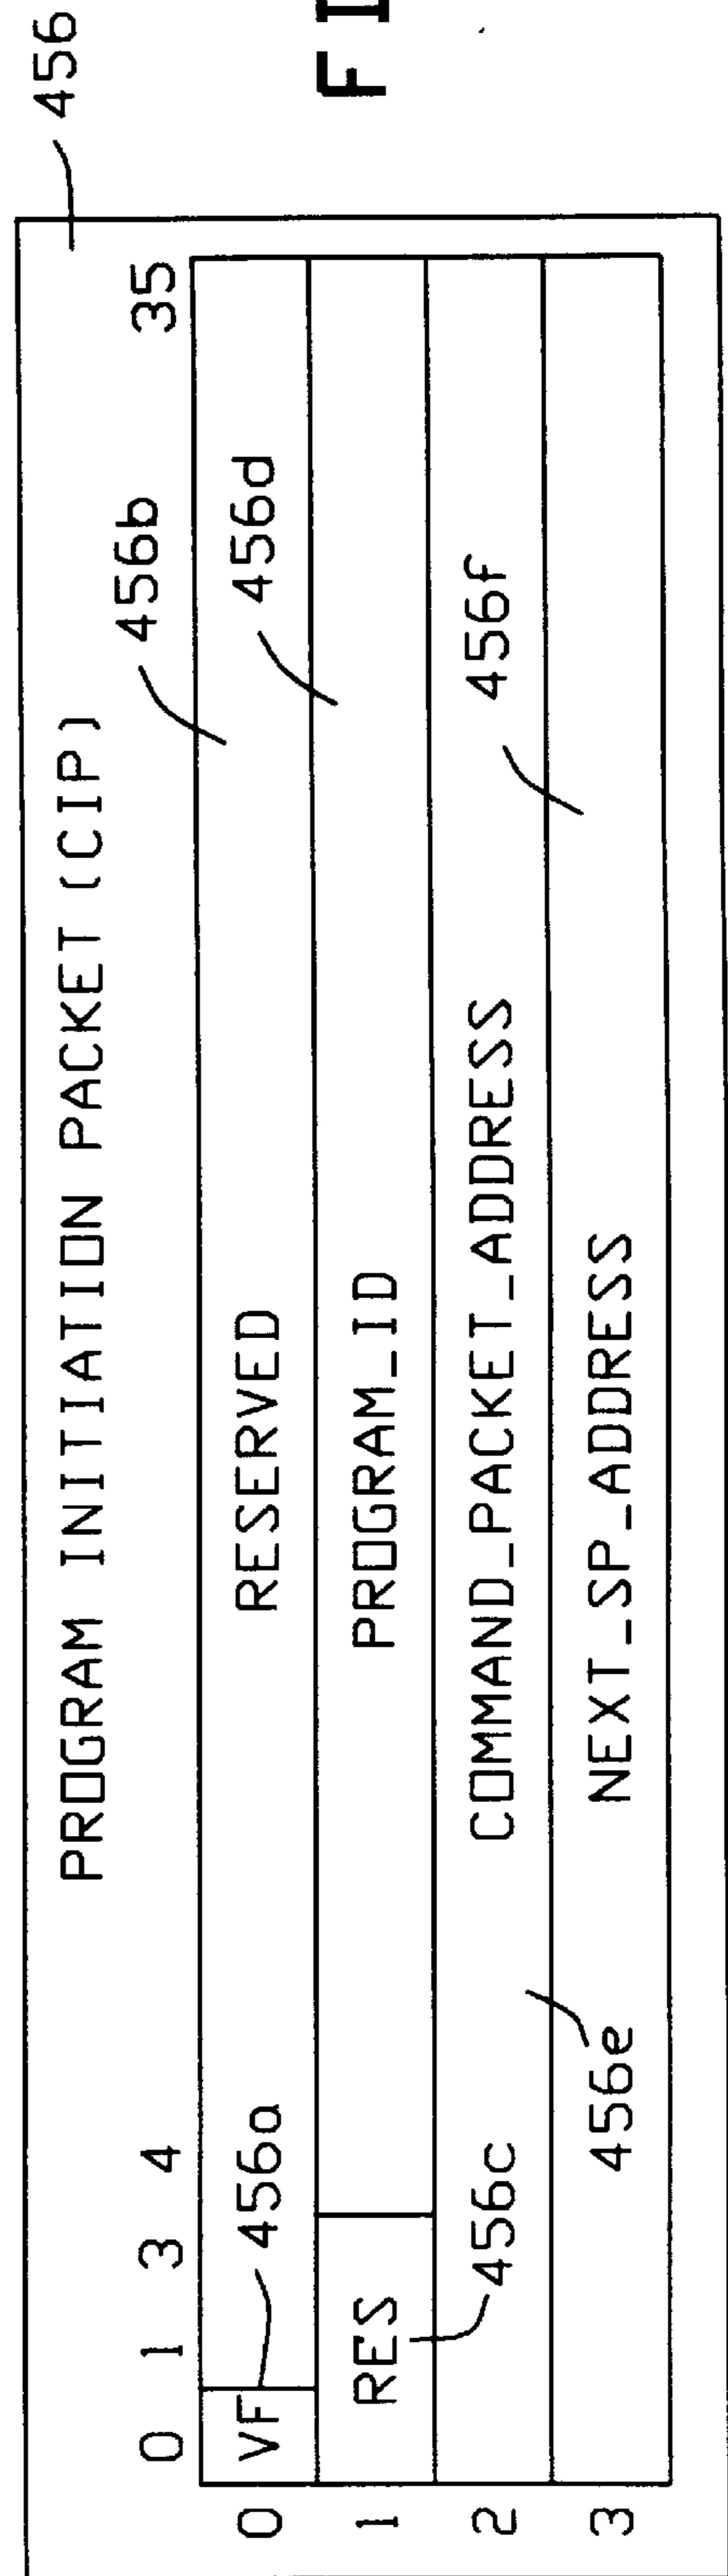 456
PROGRAM INITIATION PACKET (CIP)
0 1 3 4 35
456b
0 VF 456a RESERVED
456d
1 RES PROGRAM_ID
456c
2 COMMAND_PACKET_ADDRESS 456f
3 456e NEXT_SP_ADDRESS
FI